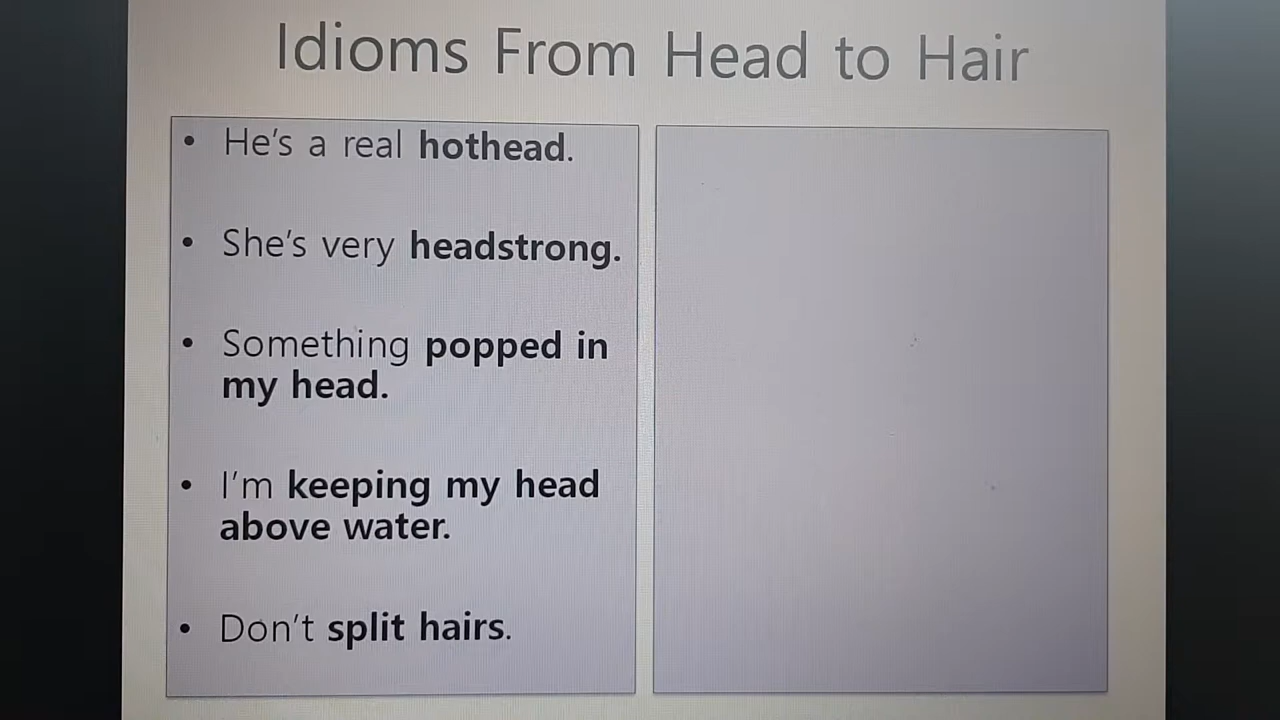 Idioms From Head to Hair
• He's a real hothead.
• She's very headstrong.
• Something popped in
my head.
• I'm keeping my head
above water.
• Don't split hairs.